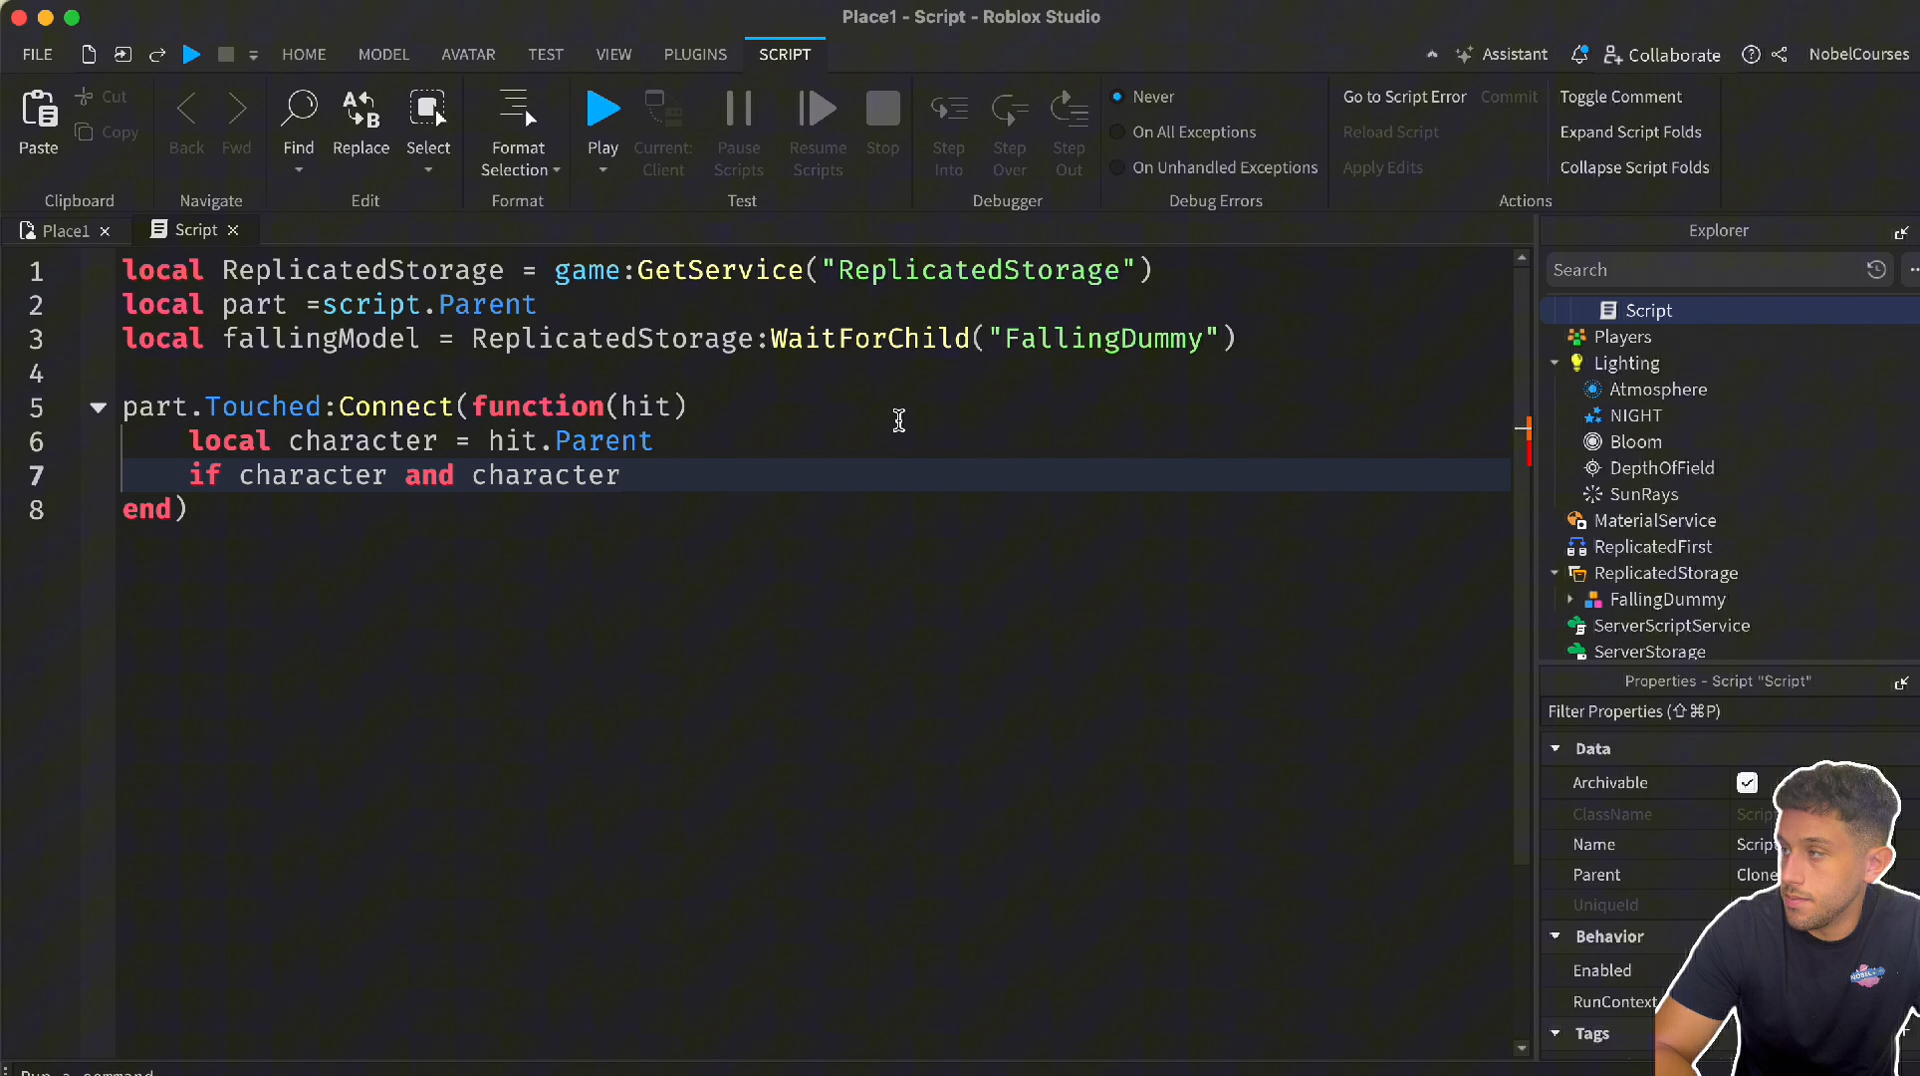 Place1 - Script - Roblox Studio
FILE
HOME
MODEL
AVATAR
TEST
VIEW
PLUGINS
SCRIPT
Assistant
Collaborate
NobelCourses
Paste
Cut
Copy
Clipboard
Back
Fwd
Navigate
Find
Replace
Select
Edit
Format
Selection
Format
Play
Current:
Client
Pause
Scripts
Resume
Scripts
Stop
Test
Step
Into
Step
Over
Step
Out
Debugger
Never
On All Exceptions
On Unhandled Exceptions
Debug Errors
Go to Script Error
Commit
Reload Script
Apply Edits
Toggle Comment
Expand Script Folds
Collapse Script Folds
Actions
Place1
Script
1 local ReplicatedStorage = game:GetService("ReplicatedStorage")
2 local part =script.Parent
3 local fallingModel = ReplicatedStorage:WaitForChild("FallingDummy")
4
5 part.Touched:Connect(function(hit)
6 local character = hit.Parent
7 if character and character
8 end)
Explorer
Search
Script
Players
Lighting
Atmosphere
NIGHT
Bloom
DepthOfField
SunRays
MaterialService
ReplicatedFirst
ReplicatedStorage
FallingDummy
ServerScriptService
ServerStorage
Properties - Script "Script"
Filter Properties (⇧⌘P)
Data
Archivable
ClassName
Name
Parent
UniqueId
Behavior
Enabled
RunContext
Tags
Run a command